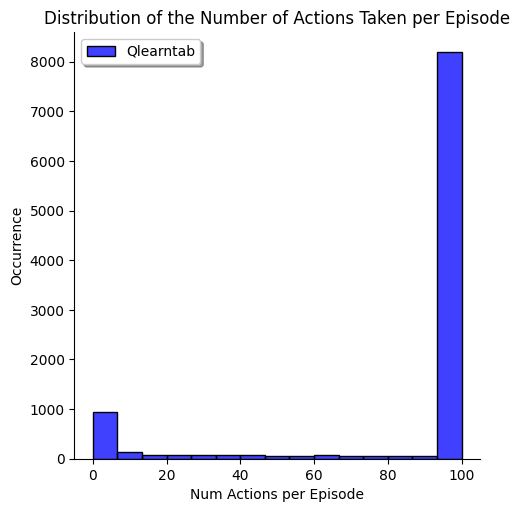 Distribution of the Number of Actions Taken per Episode
Qlearntab
8000
7000
6000
5000
4000
3000
2000
1000
0
Occurrence
0 20 40 60 80 100
Num Actions per Episode